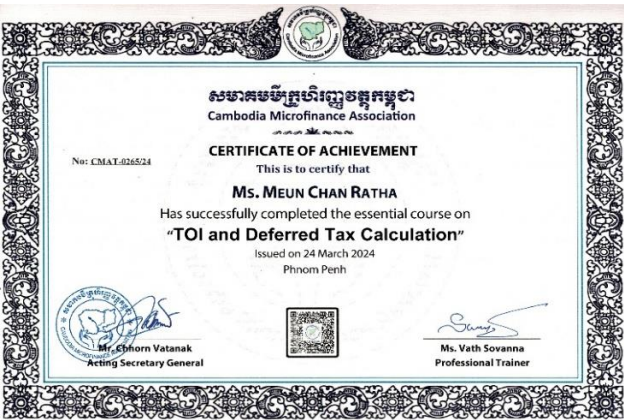 សមាគមមីក្រូហិរញ្ញវត្ថុកម្ពុជា
Cambodia Microfinance Association
CERTIFICATE OF ACHIEVEMENT
No: CMAT-0265/24
This is to certify that
MS. MEUN CHAN RATHA
Has successfully completed the essential course on
"TOI and Deferred Tax Calculation"
Issued on 24 March 2024
Phnom Penh
Mr. Chhorn Vatanak
Acting Secretary General
Ms. Vath Sovanna
Professional Trainer